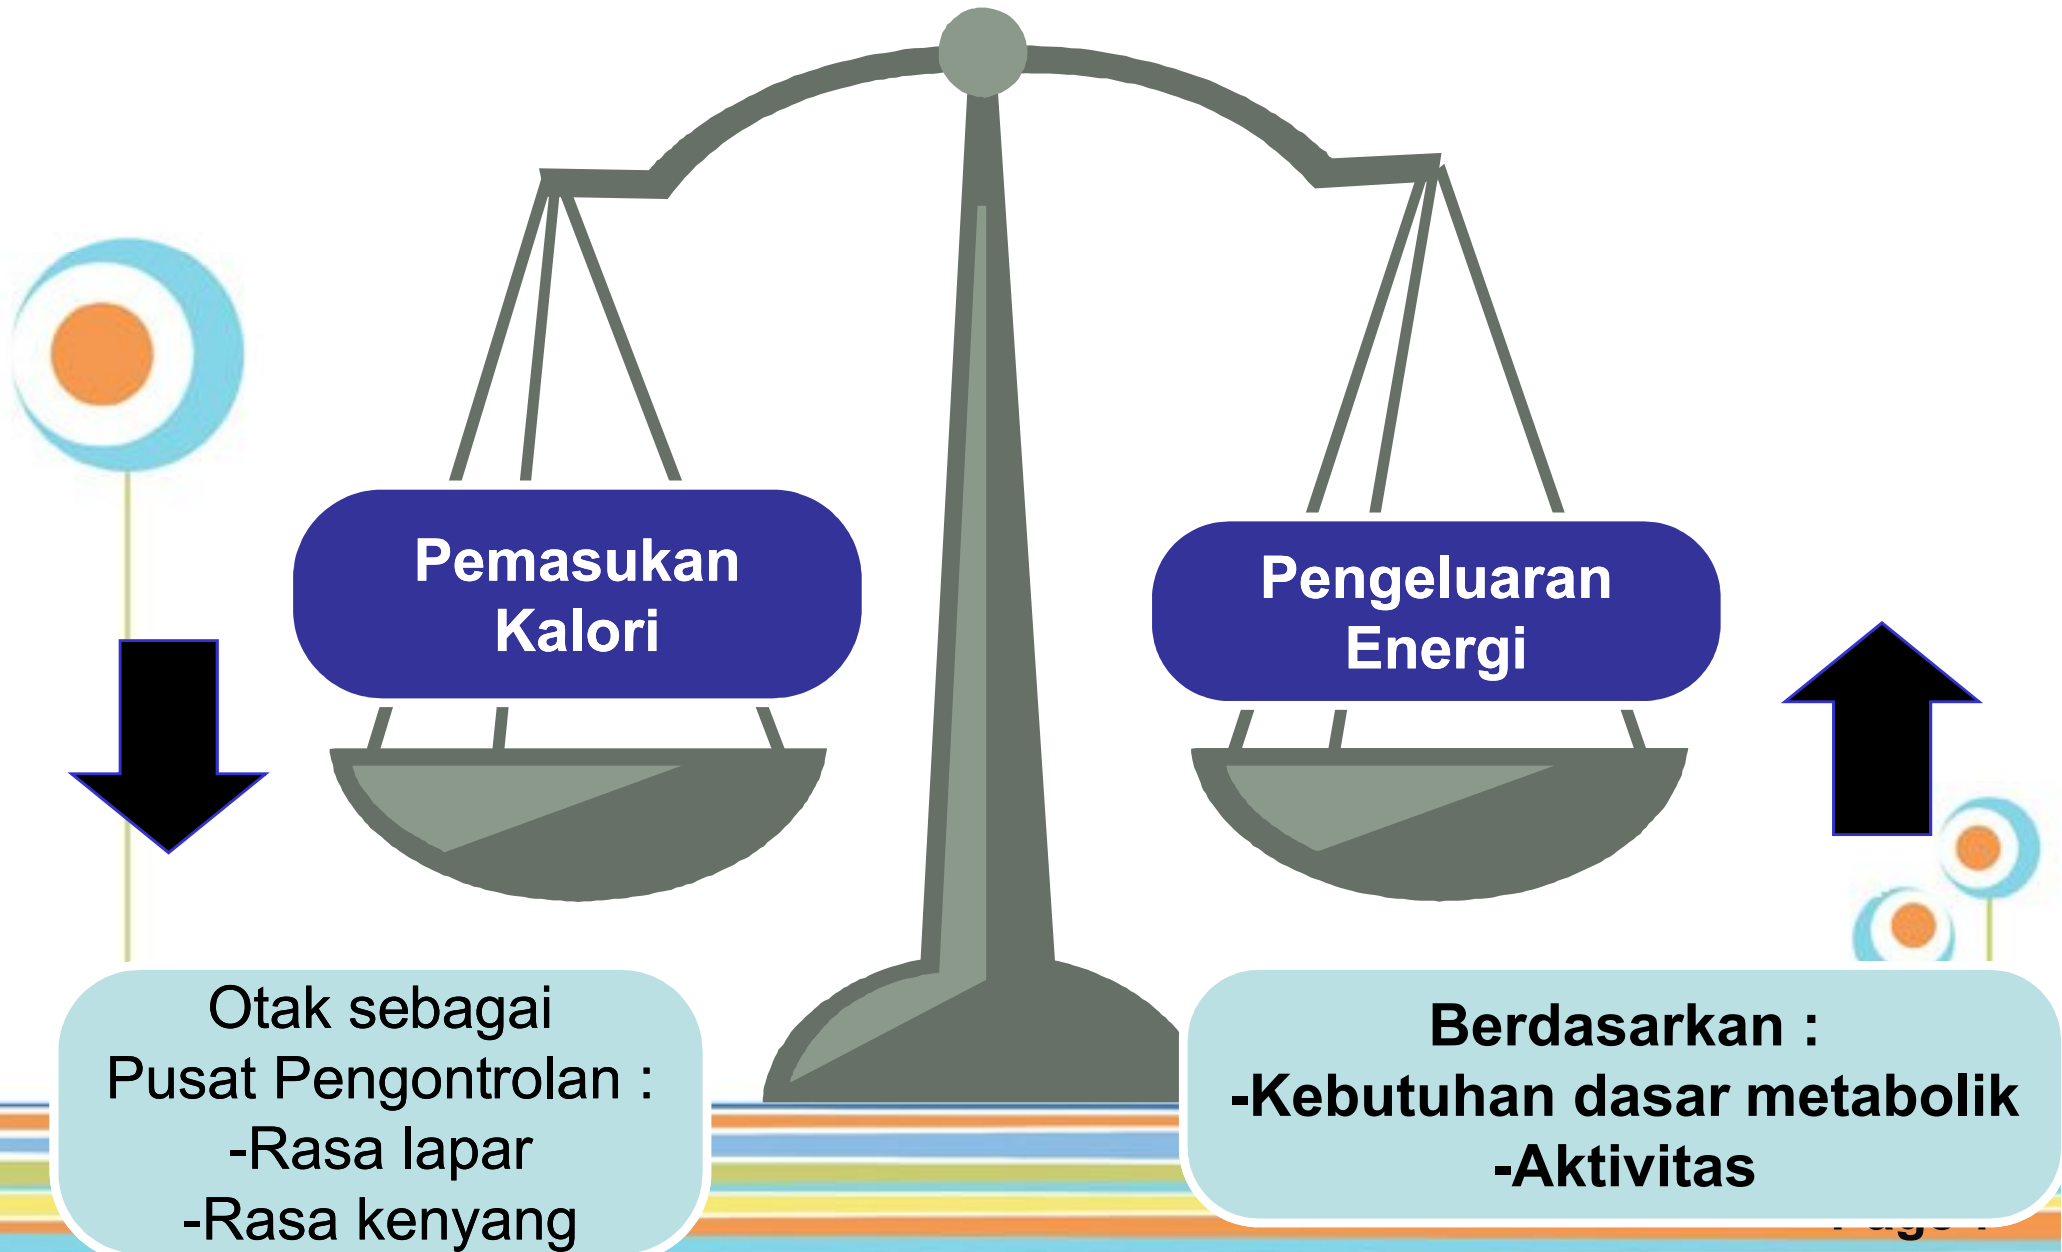 Pemasukan
Kalori
Pengeluaran
Energi
Otak sebagai
Pusat Pengontrolan :
-Rasa lapar
-Rasa kenyang
Berdasarkan :
-Kebutuhan dasar metabolik
-Aktivitas